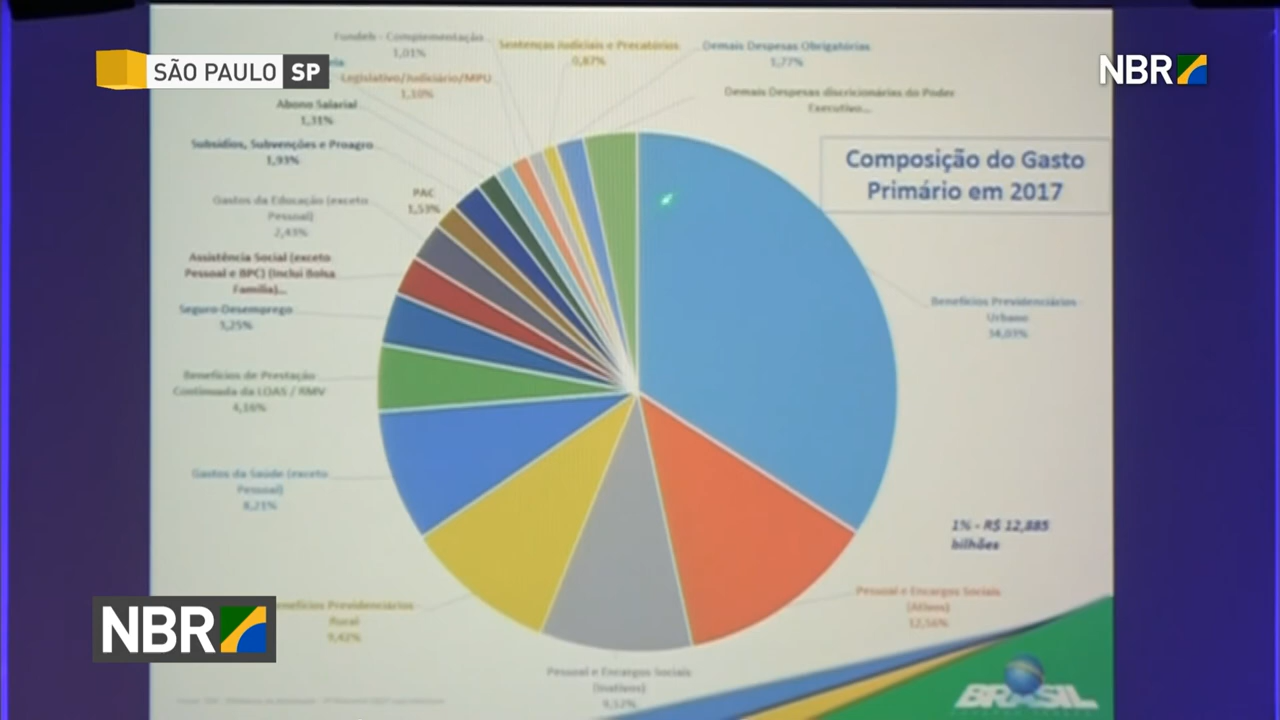 Fundeb - Complementação
1,01%
Sentenças Judiciais e Precatórios
0,87%
Demais Despesas Obrigatórias
1,77%
SÃO PAULO SP
NBR
Legislativo/Judiciário/MPU
1,10%
Demais Despesas discricionárias do Poder
Executivo...
Abono Salarial
1,31%
Subsídios, Subvenções e Proagro
1,93%
Composição do Gasto
Primário em 2017
PAC
1,53%
Gastos da Educação (exceto
Pessoal)
2,43%
Assistência Social (exceto
Pessoal e BPC) (Inclui Bolsa
Família)...
Seguro-Desemprego
3,25%
Benefícios Previdenciários
Urbano
34,03%
Benefícios de Prestação
Continuada da LOAS / RMV
4,16%
Gastos da Saúde (exceto
Pessoal)
8,21%
1% - R$ 12,885
bilhões
Pessoal e Encargos Sociais
(Ativos)
12,56%
Previdenciários
Rural
9,42%
NBR
Pessoal e Encargos Sociais
(Inativos)
9,12%
BRASIL